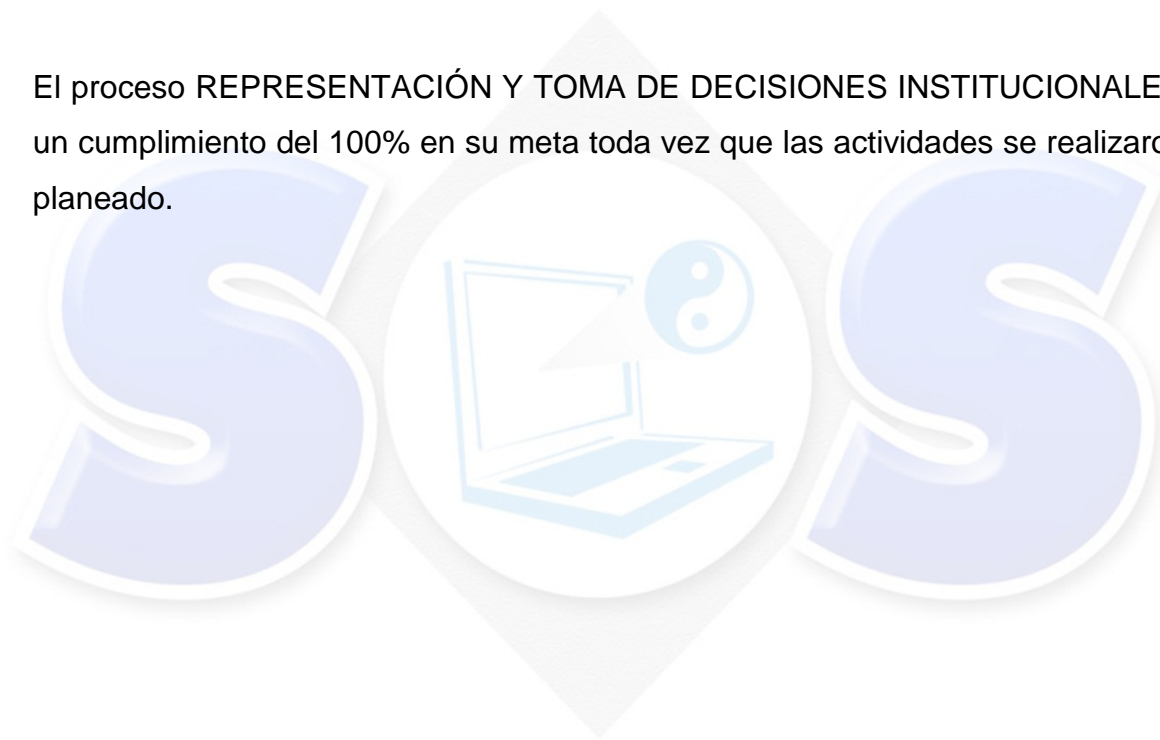 El proceso REPRESENTACIÓN Y TOMA DE DECISIONES INSTITUCIONALE
un cumplimiento del 100% en su meta toda vez que las actividades se realizar
planeado.
S S